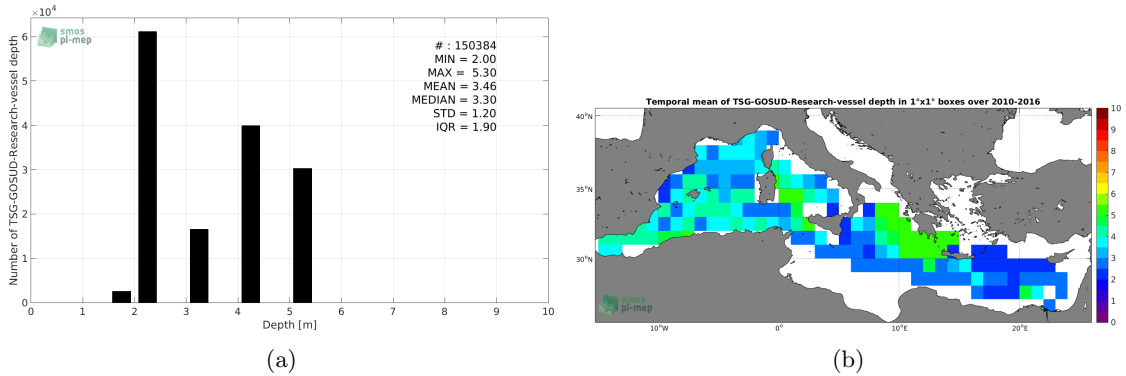 ×10⁴
smos
pi-mep
# : 150384
MIN = 2.00
MAX = 5.30
MEAN = 3.46
MEDIAN = 3.30
STD = 1.20
IQR = 1.90
Number of TSG-GOSUD-Research-vessel depth
6
5
4
3
2
1
0
0 1 2 3 4 5 6 7 8 9 10
Depth [m]
(a)
Temporal mean of TSG-GOSUD-Research-vessel depth in 1°x1° boxes over 2010-2016
40°N
35°N
30°N
10°W 0° 10°E 20°E
smos
pi-mep
10
9
8
7
6
5
4
3
2
1
0
(b)